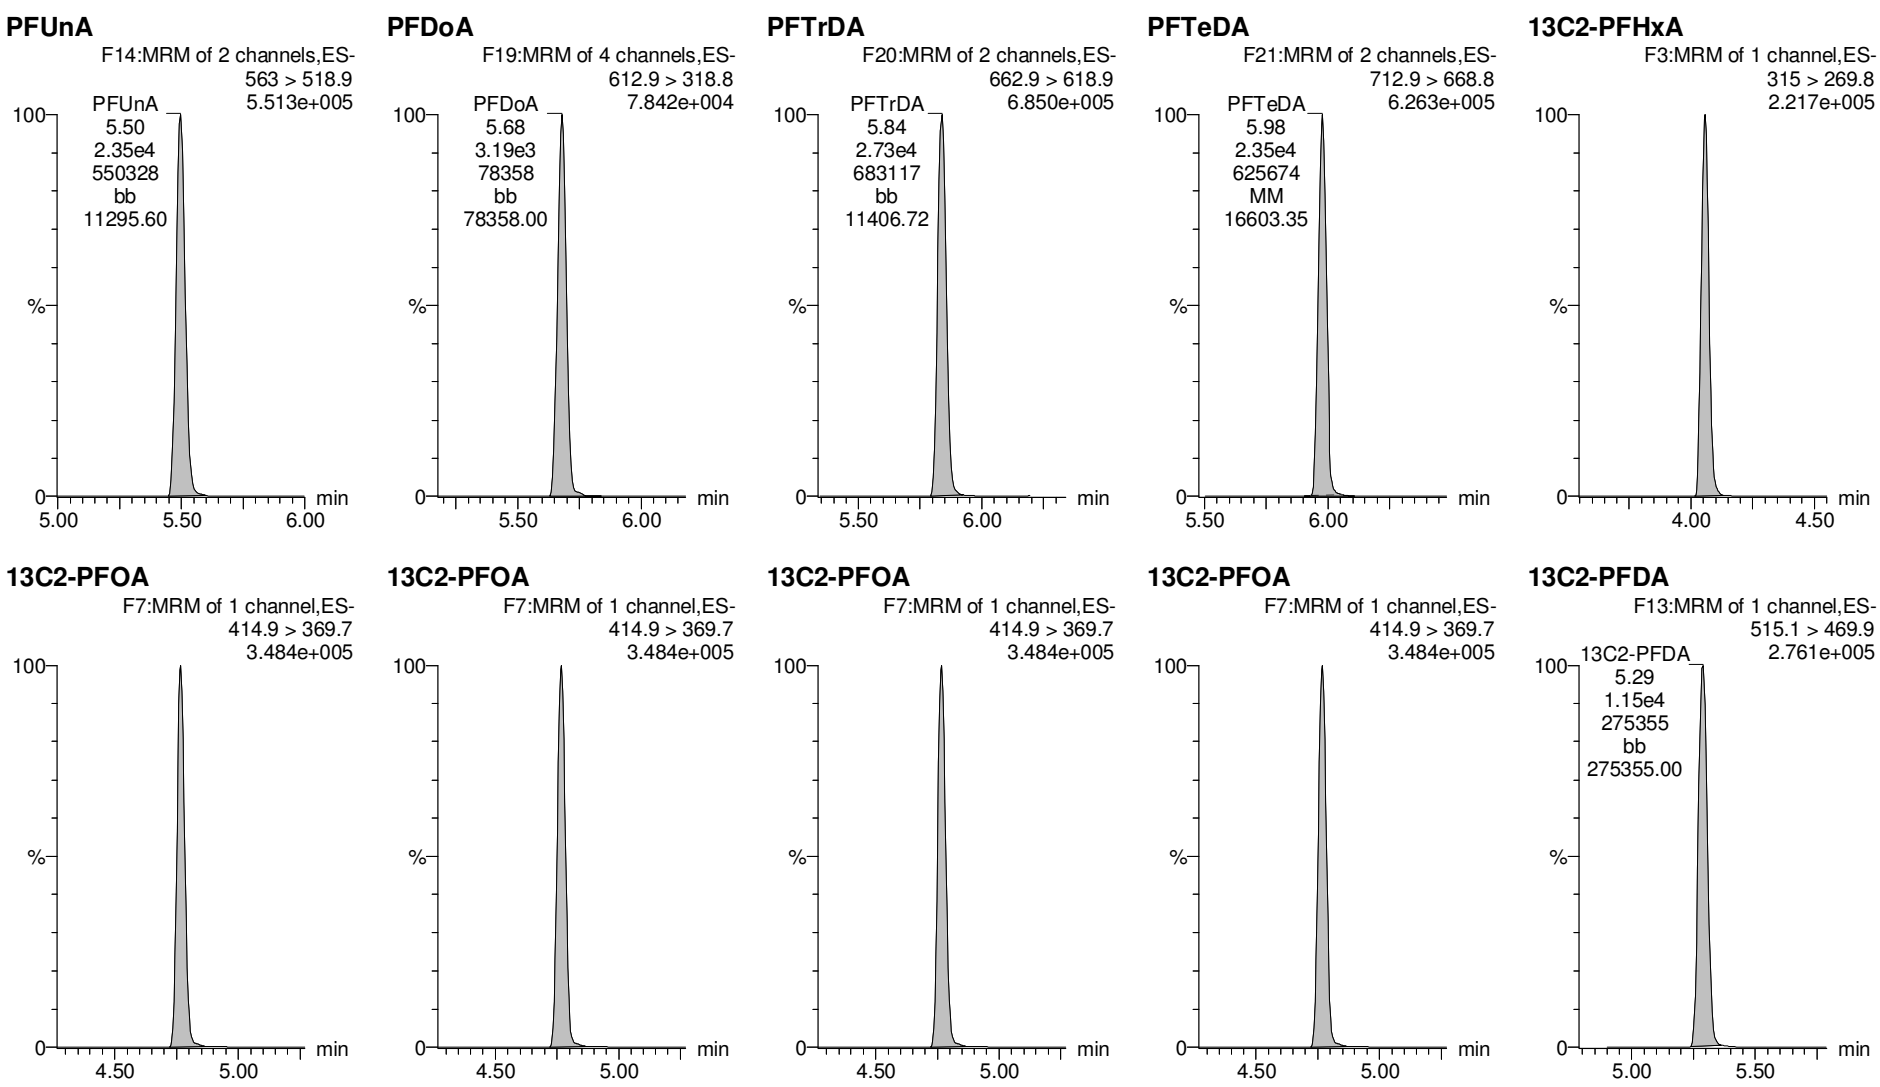 PFUnA
F14:MRM of 2 channels,ES-
563 > 518.9
5.513e+005
PFUnA
5.50
2.35e4
550328
bb
11295.60
100
%
0
min
5.00
5.50
6.00
PFDoA
F19:MRM of 4 channels,ES-
612.9 > 318.8
7.842e+004
PFDoA
5.68
3.19e3
78358
bb
78358.00
100
%
0
min
5.50
6.00
PFTrDA
F20:MRM of 2 channels,ES-
662.9 > 618.9
6.850e+005
PFTrDA
5.84
2.73e4
683117
bb
11406.72
100
%
0
min
5.50
6.00
PFTeDA
F21:MRM of 2 channels,ES-
712.9 > 668.8
6.263e+005
PFTeDA
5.98
2.35e4
625674
MM
16603.35
100
%
0
min
5.50
6.00
13C2-PFHxA
F3:MRM of 1 channel,ES-
315 > 269.8
2.217e+005
100
%
0
min
4.00
4.50
13C2-PFOA
F7:MRM of 1 channel,ES-
414.9 > 369.7
3.484e+005
100
%
0
min
4.50
5.00
13C2-PFOA
F7:MRM of 1 channel,ES-
414.9 > 369.7
3.484e+005
100
%
0
min
4.50
5.00
13C2-PFOA
F7:MRM of 1 channel,ES-
414.9 > 369.7
3.484e+005
100
%
0
min
4.50
5.00
13C2-PFOA
F7:MRM of 1 channel,ES-
414.9 > 369.7
3.484e+005
100
%
0
min
4.50
5.00
13C2-PFDA
F13:MRM of 1 channel,ES-
515.1 > 469.9
2.761e+005
13C2-PFDA
5.29
1.15e4
275355
bb
275355.00
100
%
0
min
5.00
5.50